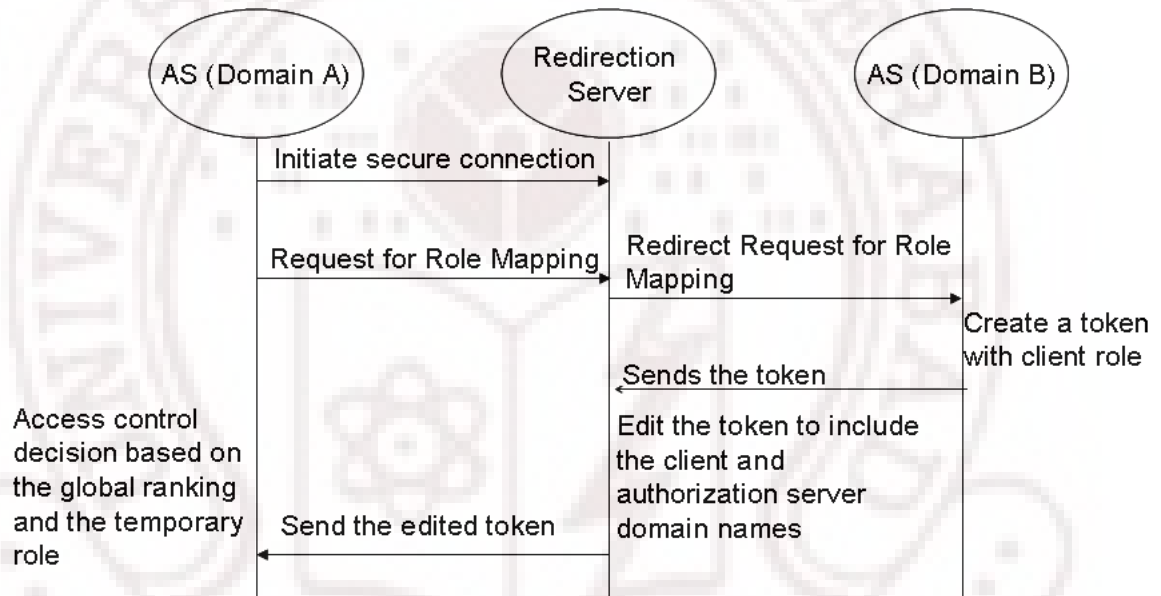 AS (Domain A)
Redirection
Server
AS (Domain B)
Initiate secure connection
Request for Role Mapping
Redirect Request for Role
Mapping
Create a token
with client role
Sends the token
Access control
decision based on
the global ranking
and the temporary
role
Edit the token to include
the client and
authorization server
domain names
Send the edited token